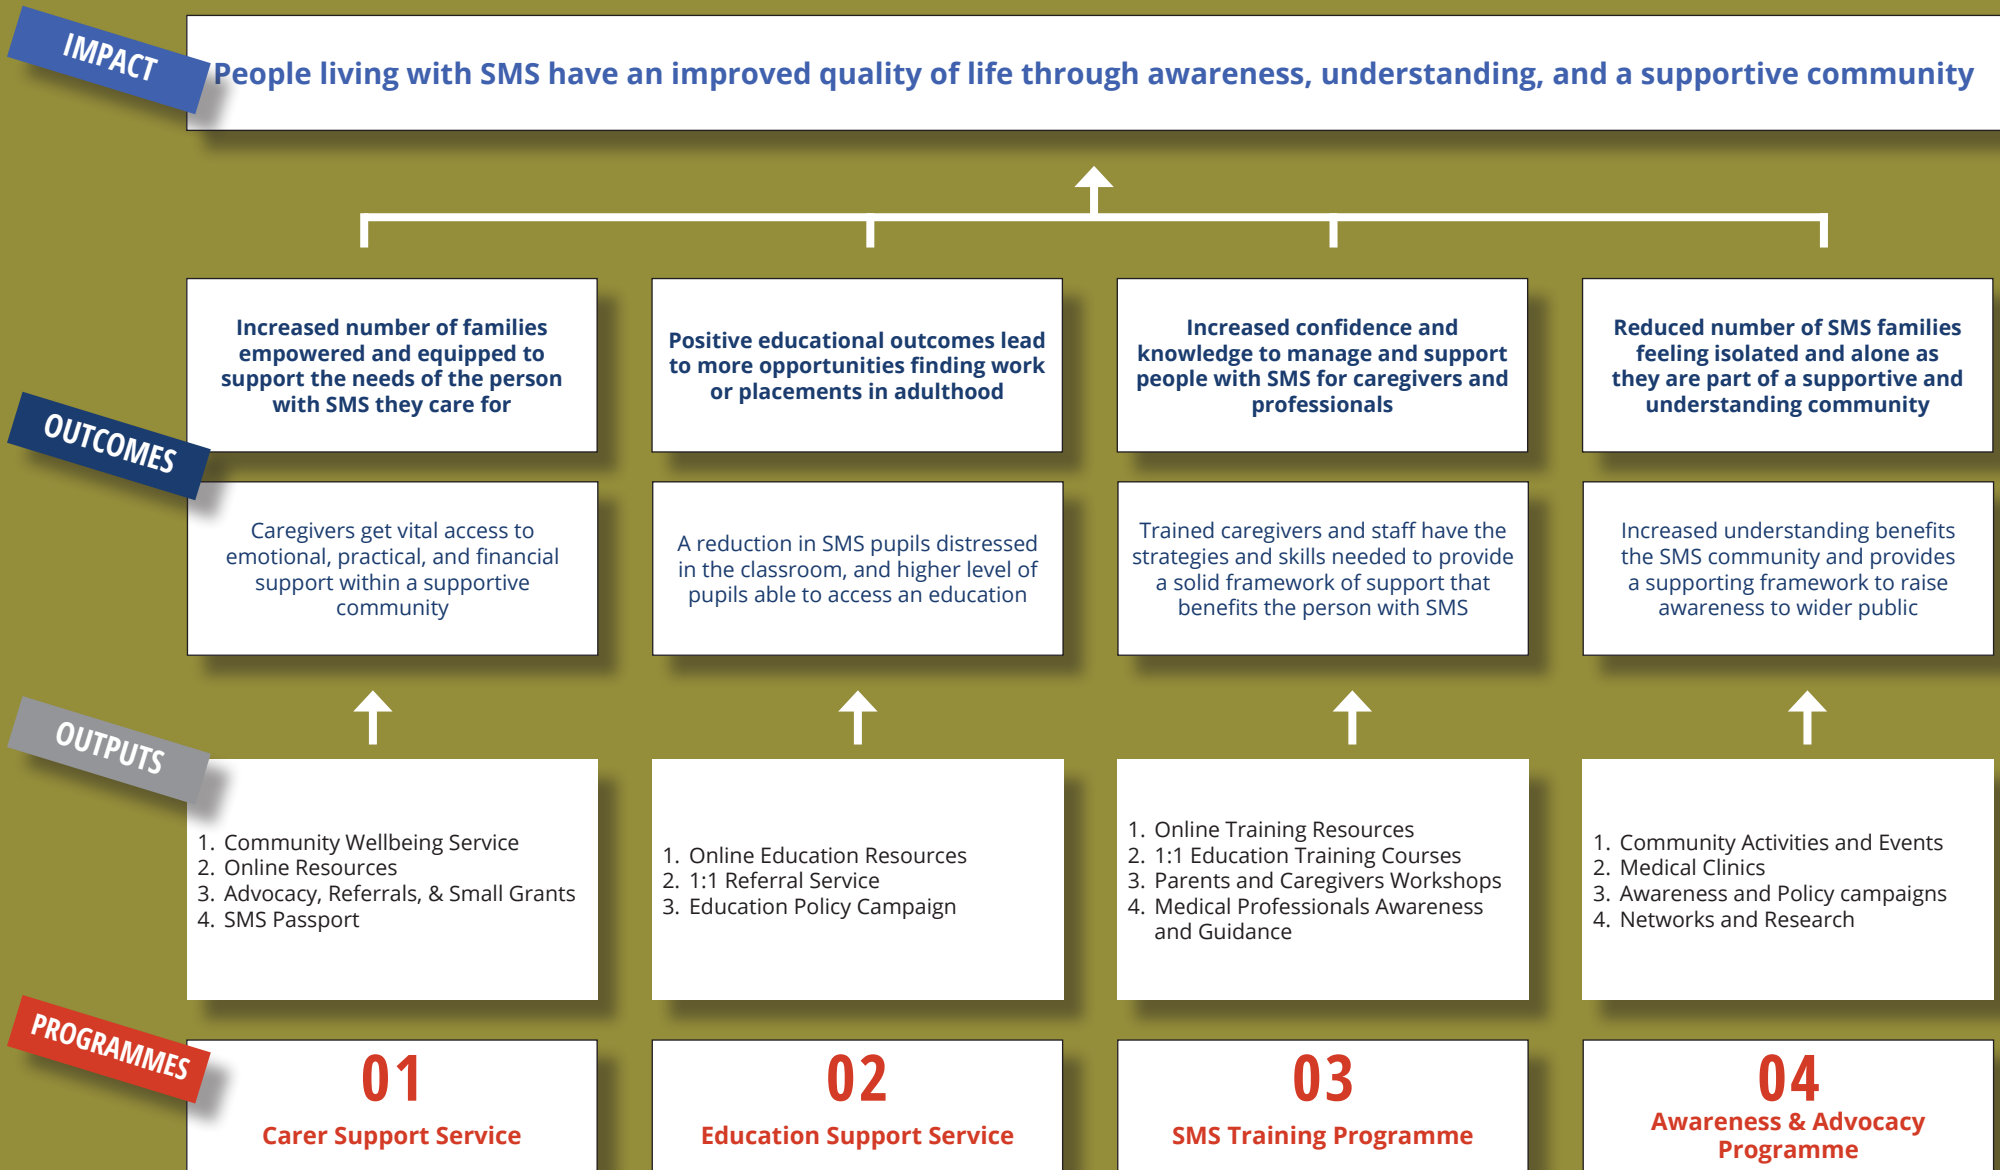 IMPACT
People living with SMS have an improved quality of life through awareness, understanding, and a supportive community
OUTCOMES
Increased number of families
empowered and equipped to
support the needs of the person
with SMS they care for
Positive educational outcomes lead
to more opportunities finding work
or placements in adulthood
Increased confidence and
knowledge to manage and support
people with SMS for caregivers and
professionals
Reduced number of SMS families
feeling isolated and alone as
they are part of a supportive and
understanding community
Caregivers get vital access to
emotional, practical, and financial
support within a supportive
community
A reduction in SMS pupils distressed
in the classroom, and higher level of
pupils able to access an education
Trained caregivers and staff have the
strategies and skills needed to provide
a solid framework of support that
benefits the person with SMS
Increased understanding benefits
the SMS community and provides
a supporting framework to raise
awareness to wider public
OUTPUTS
1. Community Wellbeing Service
2. Online Resources
3. Advocacy, Referrals, & Small Grants
4. SMS Passport
1. Online Education Resources
2. 1:1 Referral Service
3. Education Policy Campaign
1. Online Training Resources
2. 1:1 Education Training Courses
3. Parents and Caregivers Workshops
4. Medical Professionals Awareness
and Guidance
1. Community Activities and Events
2. Medical Clinics
3. Awareness and Policy campaigns
4. Networks and Research
PROGRAMMES
01
Carer Support Service
02
Education Support Service
03
SMS Training Programme
04
Awareness & Advocacy
Programme